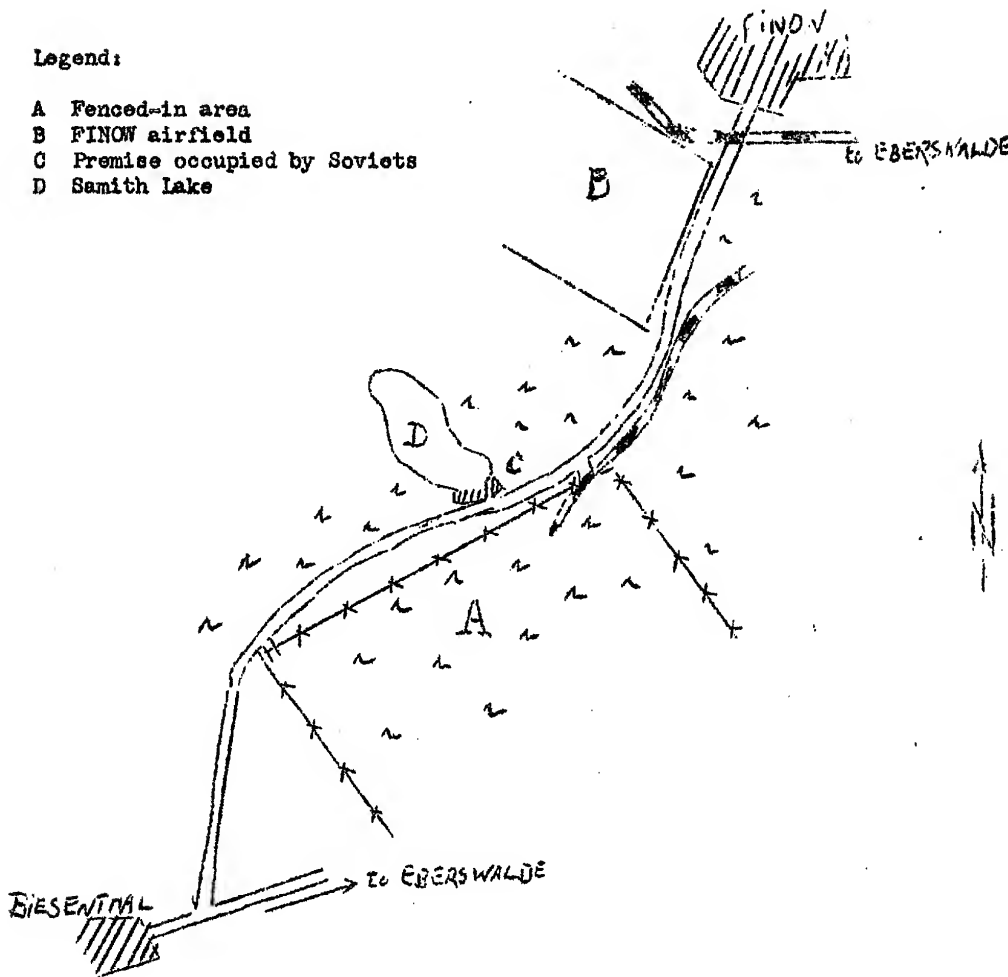 Legend:
A Fenced-in area
B FINOW airfield
C Premise occupied by Soviets
D Samith Lake
FINOW
to EBERSWALDE
B
D
C
A
N
to EBERSWALDE
BIESENTHAL